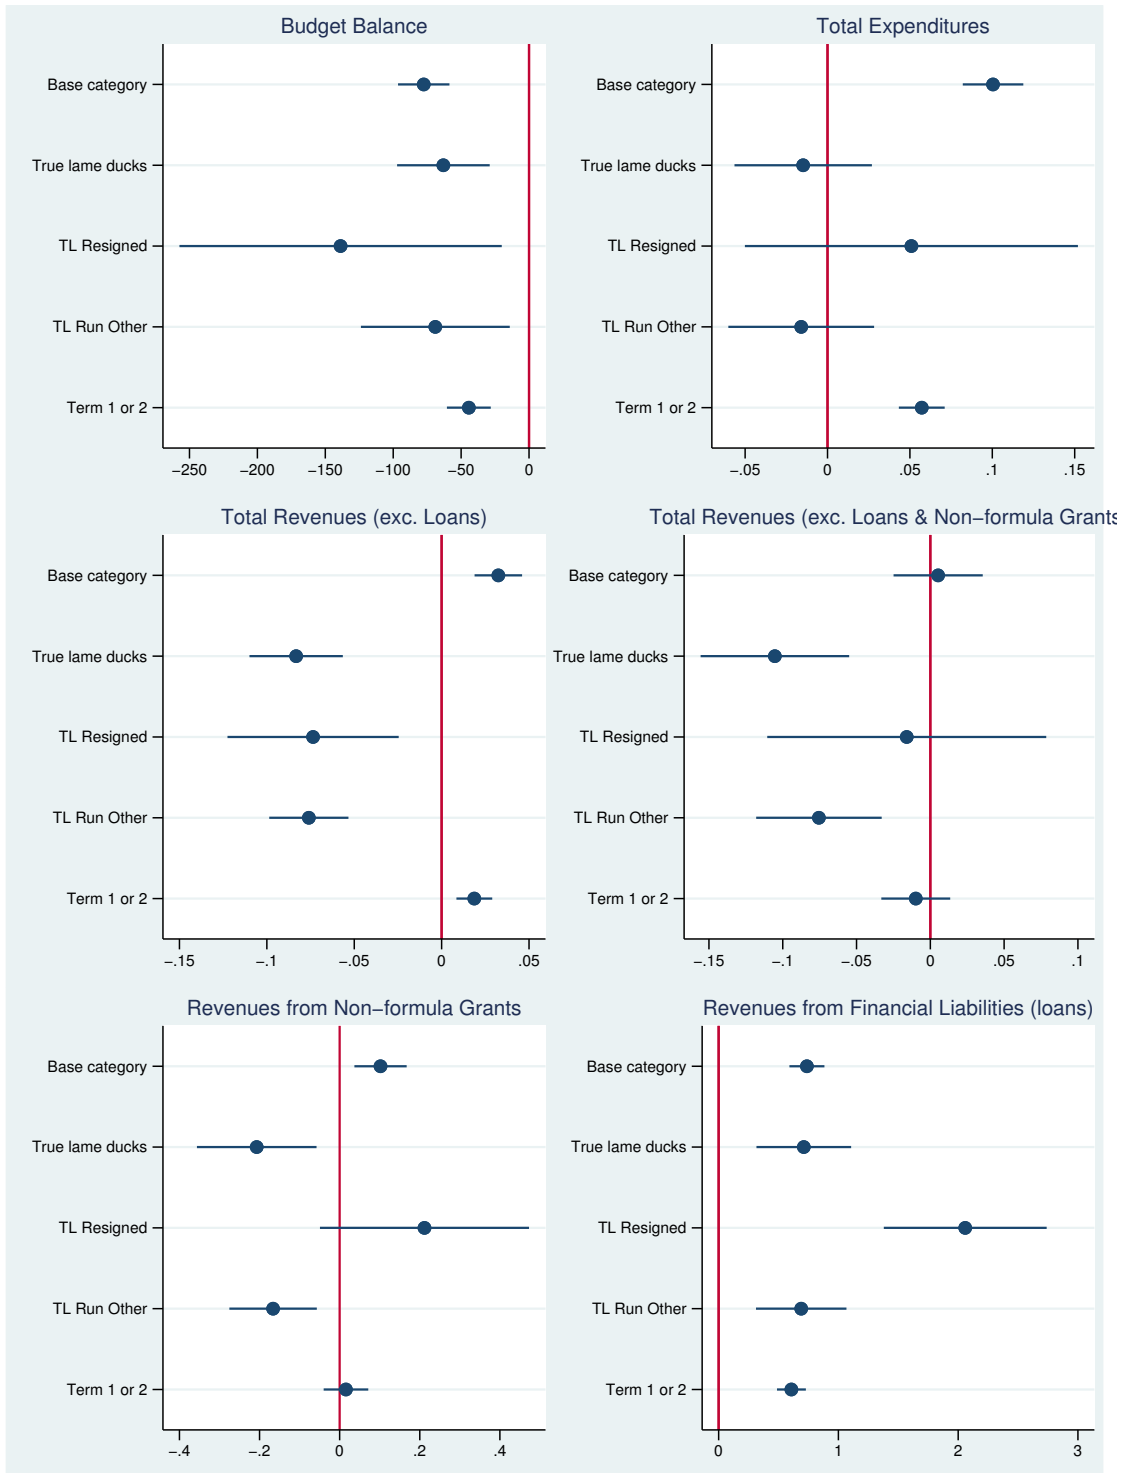 Budget Balance
Base category
True lame ducks
TL Resigned
TL Run Other
Term 1 or 2
−250 −200 −150 −100 −50 0
Total Expenditures
Base category
True lame ducks
TL Resigned
TL Run Other
Term 1 or 2
−.05 0 .05 .1 .15
Total Revenues (exc. Loans)
Base category
True lame ducks
TL Resigned
TL Run Other
Term 1 or 2
−.15 −.1 −.05 0 .05
Total Revenues (exc. Loans & Non−formula Grants
Base category
True lame ducks
TL Resigned
TL Run Other
Term 1 or 2
−.15 −.1 −.05 0 .05 .1
Revenues from Non−formula Grants
Base category
True lame ducks
TL Resigned
TL Run Other
Term 1 or 2
−.4 −.2 0 .2 .4
Revenues from Financial Liabilities (loans)
Base category
True lame ducks
TL Resigned
TL Run Other
Term 1 or 2
0 1 2 3